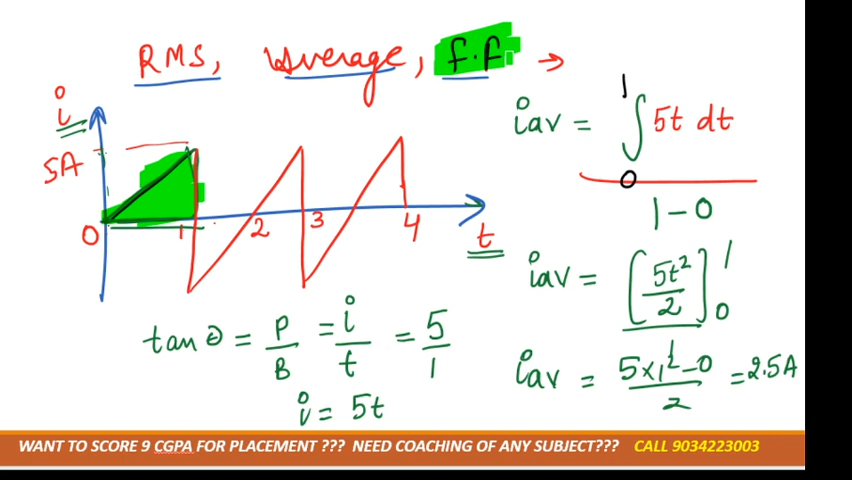 RMS, Average, f.f →
i
5A
0 1 2 3 4
t
tan θ = P/B = i/t = 5/1
i = 5t
iav = ∫₀¹ 5t dt / 1-0
iav = [5t²/2]₀¹
iav = 5×1²-0/2 = 2.5A
WANT TO SCORE 9 CGPA FOR PLACEMENT ??? NEED COACHING OF ANY SUBJECT??? CALL 9034223003